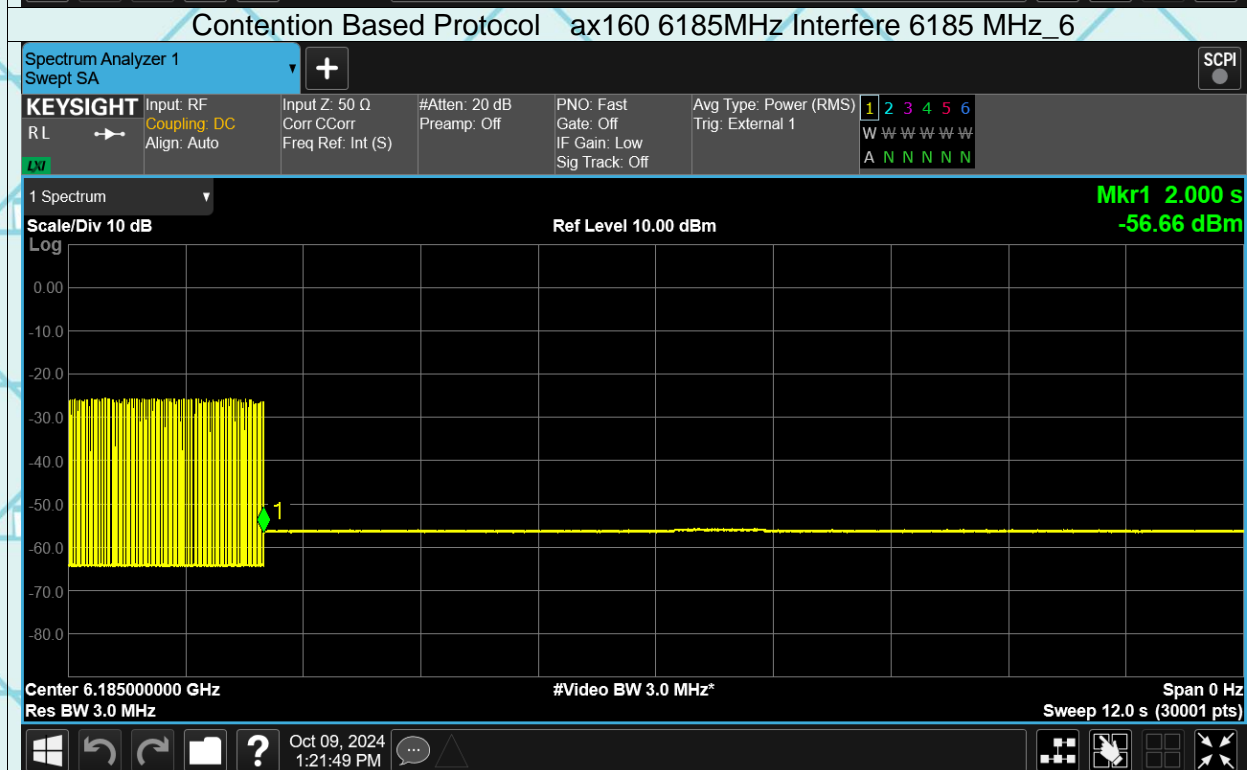 Contention Based Protocol    ax160 6185MHz Interfere 6185 MHz_6
Spectrum Analyzer 1
Swept SA
+
SCPI
KEYSIGHT
R L
LXI
Input: RF
Coupling: DC
Align: Auto
Input Z: 50 Ω
Corr CCorr
Freq Ref: Int (S)
#Atten: 20 dB
Preamp: Off
PNO: Fast
Gate: Off
IF Gain: Low
Sig Track: Off
Avg Type: Power (RMS)
Trig: External 1
1 2 3 4 5 6
W W W W W W
A N N N N N
1 Spectrum
Mkr1 2.000 s
-56.66 dBm
Scale/Div 10 dB
Ref Level 10.00 dBm
Log
0.00
-10.0
-20.0
-30.0
-40.0
-50.0
-60.0
-70.0
-80.0
1
Center 6.185000000 GHz
#Video BW 3.0 MHz*
Span 0 Hz
Res BW 3.0 MHz
Sweep 12.0 s (30001 pts)
?
Oct 09, 2024
1:21:49 PM